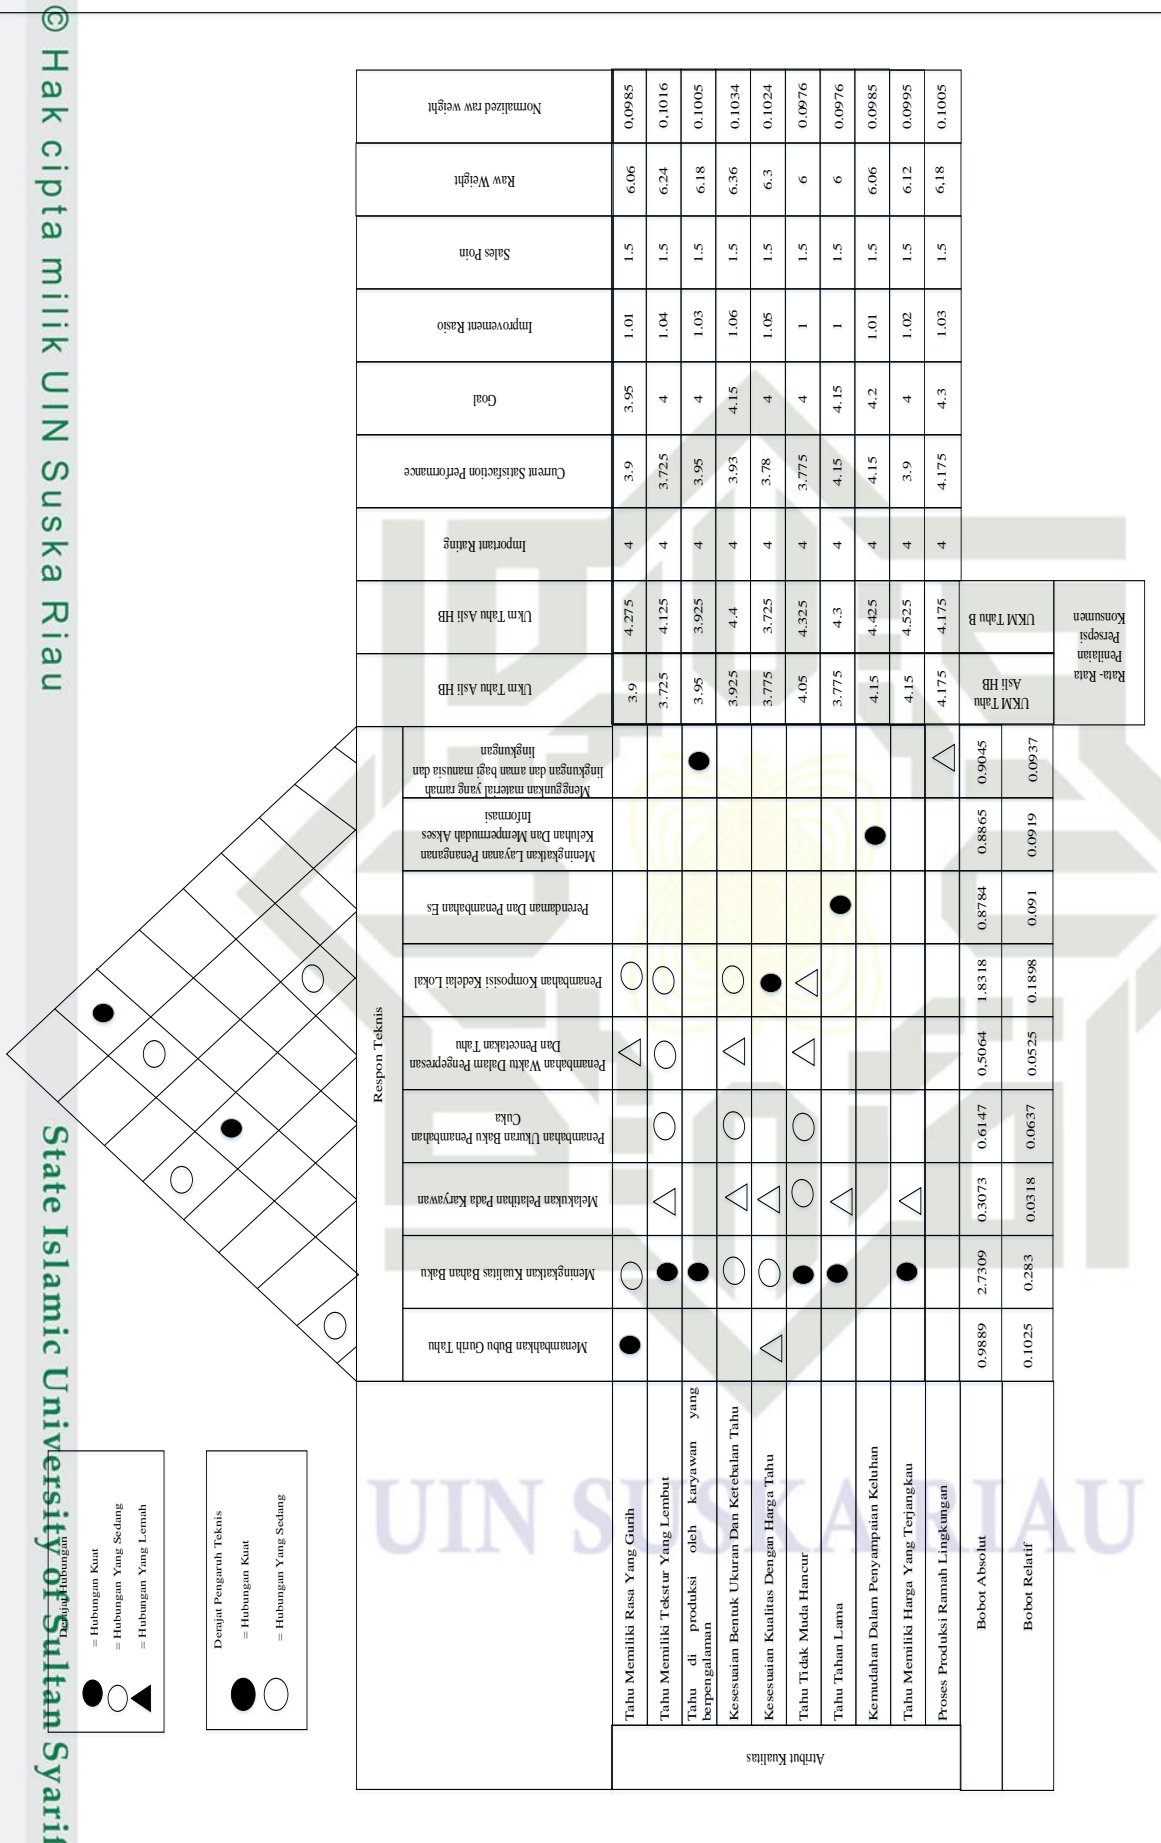 © Hak cipta milik UIN Suska Riau
State Islamic University of Sultan Syarif
Normalized raw weight
0,0985
0,1016
0.1005
0.1034
0.1024
0.0976
0.0976
0.0985
0.0995
0.1005
Raw Weight
6.06
6.24
6.18
6.36
6.3
6
6
6.06
6.12
6,18
Sales Poin
1.5
1.5
1.5
1.5
1.5
1.5
1.5
1.5
1.5
1.5
Improvement Rasio
1.01
1.04
1.03
1.06
1.05
1
1
1.01
1.02
1.03
Goal
3.95
4
4
4.15
4
4
4.15
4.2
4
4.3
Current Satisfaction Performance
3.9
3.725
3.95
3.93
3.78
3.775
4.15
4.15
3.9
4.175
Important Rating
4
4
4
4
4
4
4
4
4
4
Ukm Tahu Asli HB
4.275
4.125
3.925
4.4
3.725
4.325
4.3
4.425
4.525
4.175
UKM Tahu B
Ukm Tahu Asli HB
3.9
3.725
3.95
3.925
3.775
4.05
3.775
4.15
4.15
4.175
UKM Tahu
Asli HB
Rata- Rata
Penilaian
Persepsi
Konsumen
Respon Teknis
Menggunkan material yang ramah
lingkungan dan aman bagi manusia dan
lingkungan
0.9045
0.0937
Meningkatkan Layanan Penanganan
Keluhan Dan Mempermudah Akses
Informasi
0.8865
0.0919
Perendaman Dan Penambahan Es
0.8784
0.091
Penambahan Komposisi Kedelai Lokal
1.8318
0.1898
Penambahan Waktu Dalam Pengepresan
Dan Pencetakan Tahu
0,5064
0.0525
Penambahan Ukuran Baku Penambahan
Cuka
0.6147
0.0637
Melakukan Pelatihan Pada Karyawan
0.3073
0.0318
Meningkatkan Kualitas Bahan Baku
2.7309
0.283
Menambahkan Bubu Gurih Tahu
0.9889
0.1025
Tahu Memiliki Rasa Yang Gurih
Tahu Memiliki Tekstur Yang Lembut
Tahu di produksi oleh karyawan yang
berpengalaman
Kesesuaian Bentuk Ukuran Dan Ketebalan Tahu
Kesesuaian Kualitas Dengan Harga Tahu
Tahu Tidak Muda Hancur
Tahu Tahan Lama
Kemudahan Dalam Penyampaian Keluhan
Tahu Memiliki Harga Yang Terjangkau
Proses Produksi Ramah Lingkungan
Bobot Absolut
Bobot Relatif
Atribut Kualitas
Derajat Hubungan
= Hubungan Kuat
= Hubungan Yang Sedang
= Hubungan Yang Lemah
Derajat Pengaruh Teknis
= Hubungan Kuat
= Hubungan Yang Sedang
UIN SUSKA RIAU